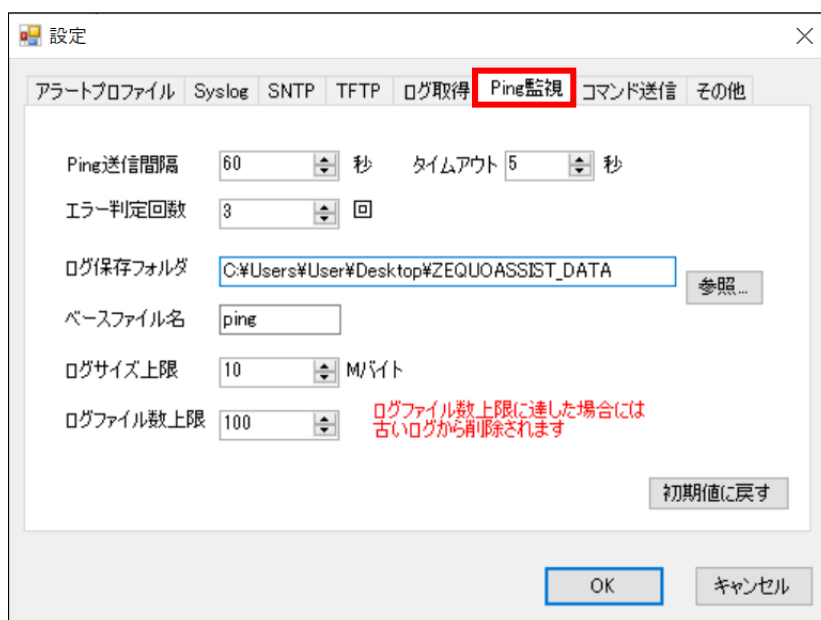 設定
アラートプロファイル Syslog SNTP TFTP ログ取得 Ping監視 コマンド送信 その他
Ping送信間隔 60 秒 タイムアウト 5 秒
エラー判定回数 3 回
ログ保存フォルダ C:¥Users¥User¥Desktop¥ZEQUOASSIST_DATA 参照...
ベースファイル名 ping
ログサイズ上限 10 Mバイト
ログファイル数上限 100 ログファイル数上限に達した場合には
古いログから削除されます
初期値に戻す
OK キャンセル